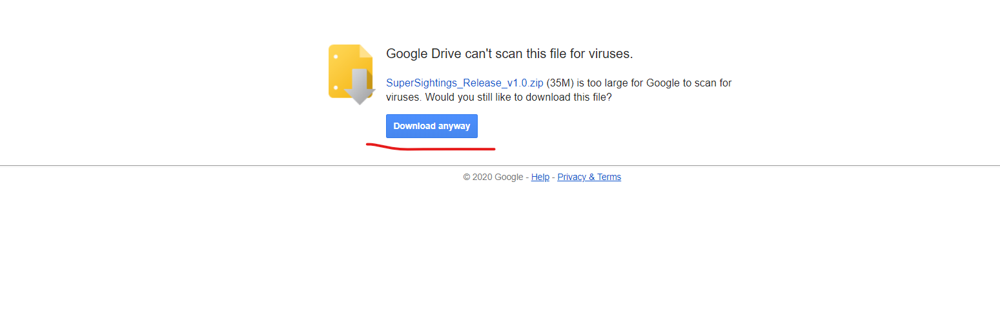 Google Drive can't scan this file for viruses.
SuperSightings_Release_v1.0.zip (35M) is too large for Google to scan for
viruses. Would you still like to download this file?
Download anyway
© 2020 Google - Help - Privacy & Terms